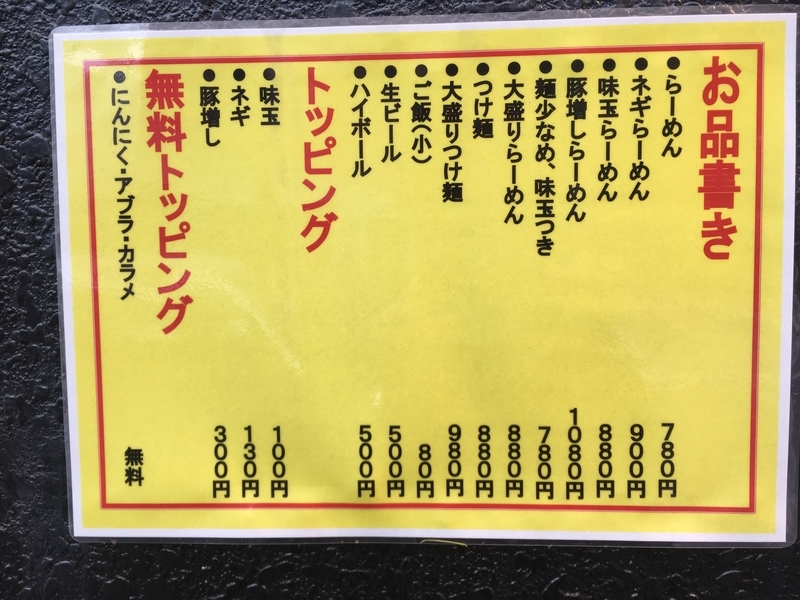 お品書き
●らーめん 780円
●ネギらーめん 900円
●味玉らーめん 880円
●豚増しらーめん 1080円
●麺少なめ、味玉つき 780円
●大盛りらーめん 880円
●つけ麺 880円
●大盛りつけ麺 980円
●ご飯(小) 80円
●生ビール 500円
●ハイボール 500円
トッピング
●味玉 100円
●ネギ 130円
●豚増し 300円
無料トッピング
●にんにく・アブラ・カラメ 無料